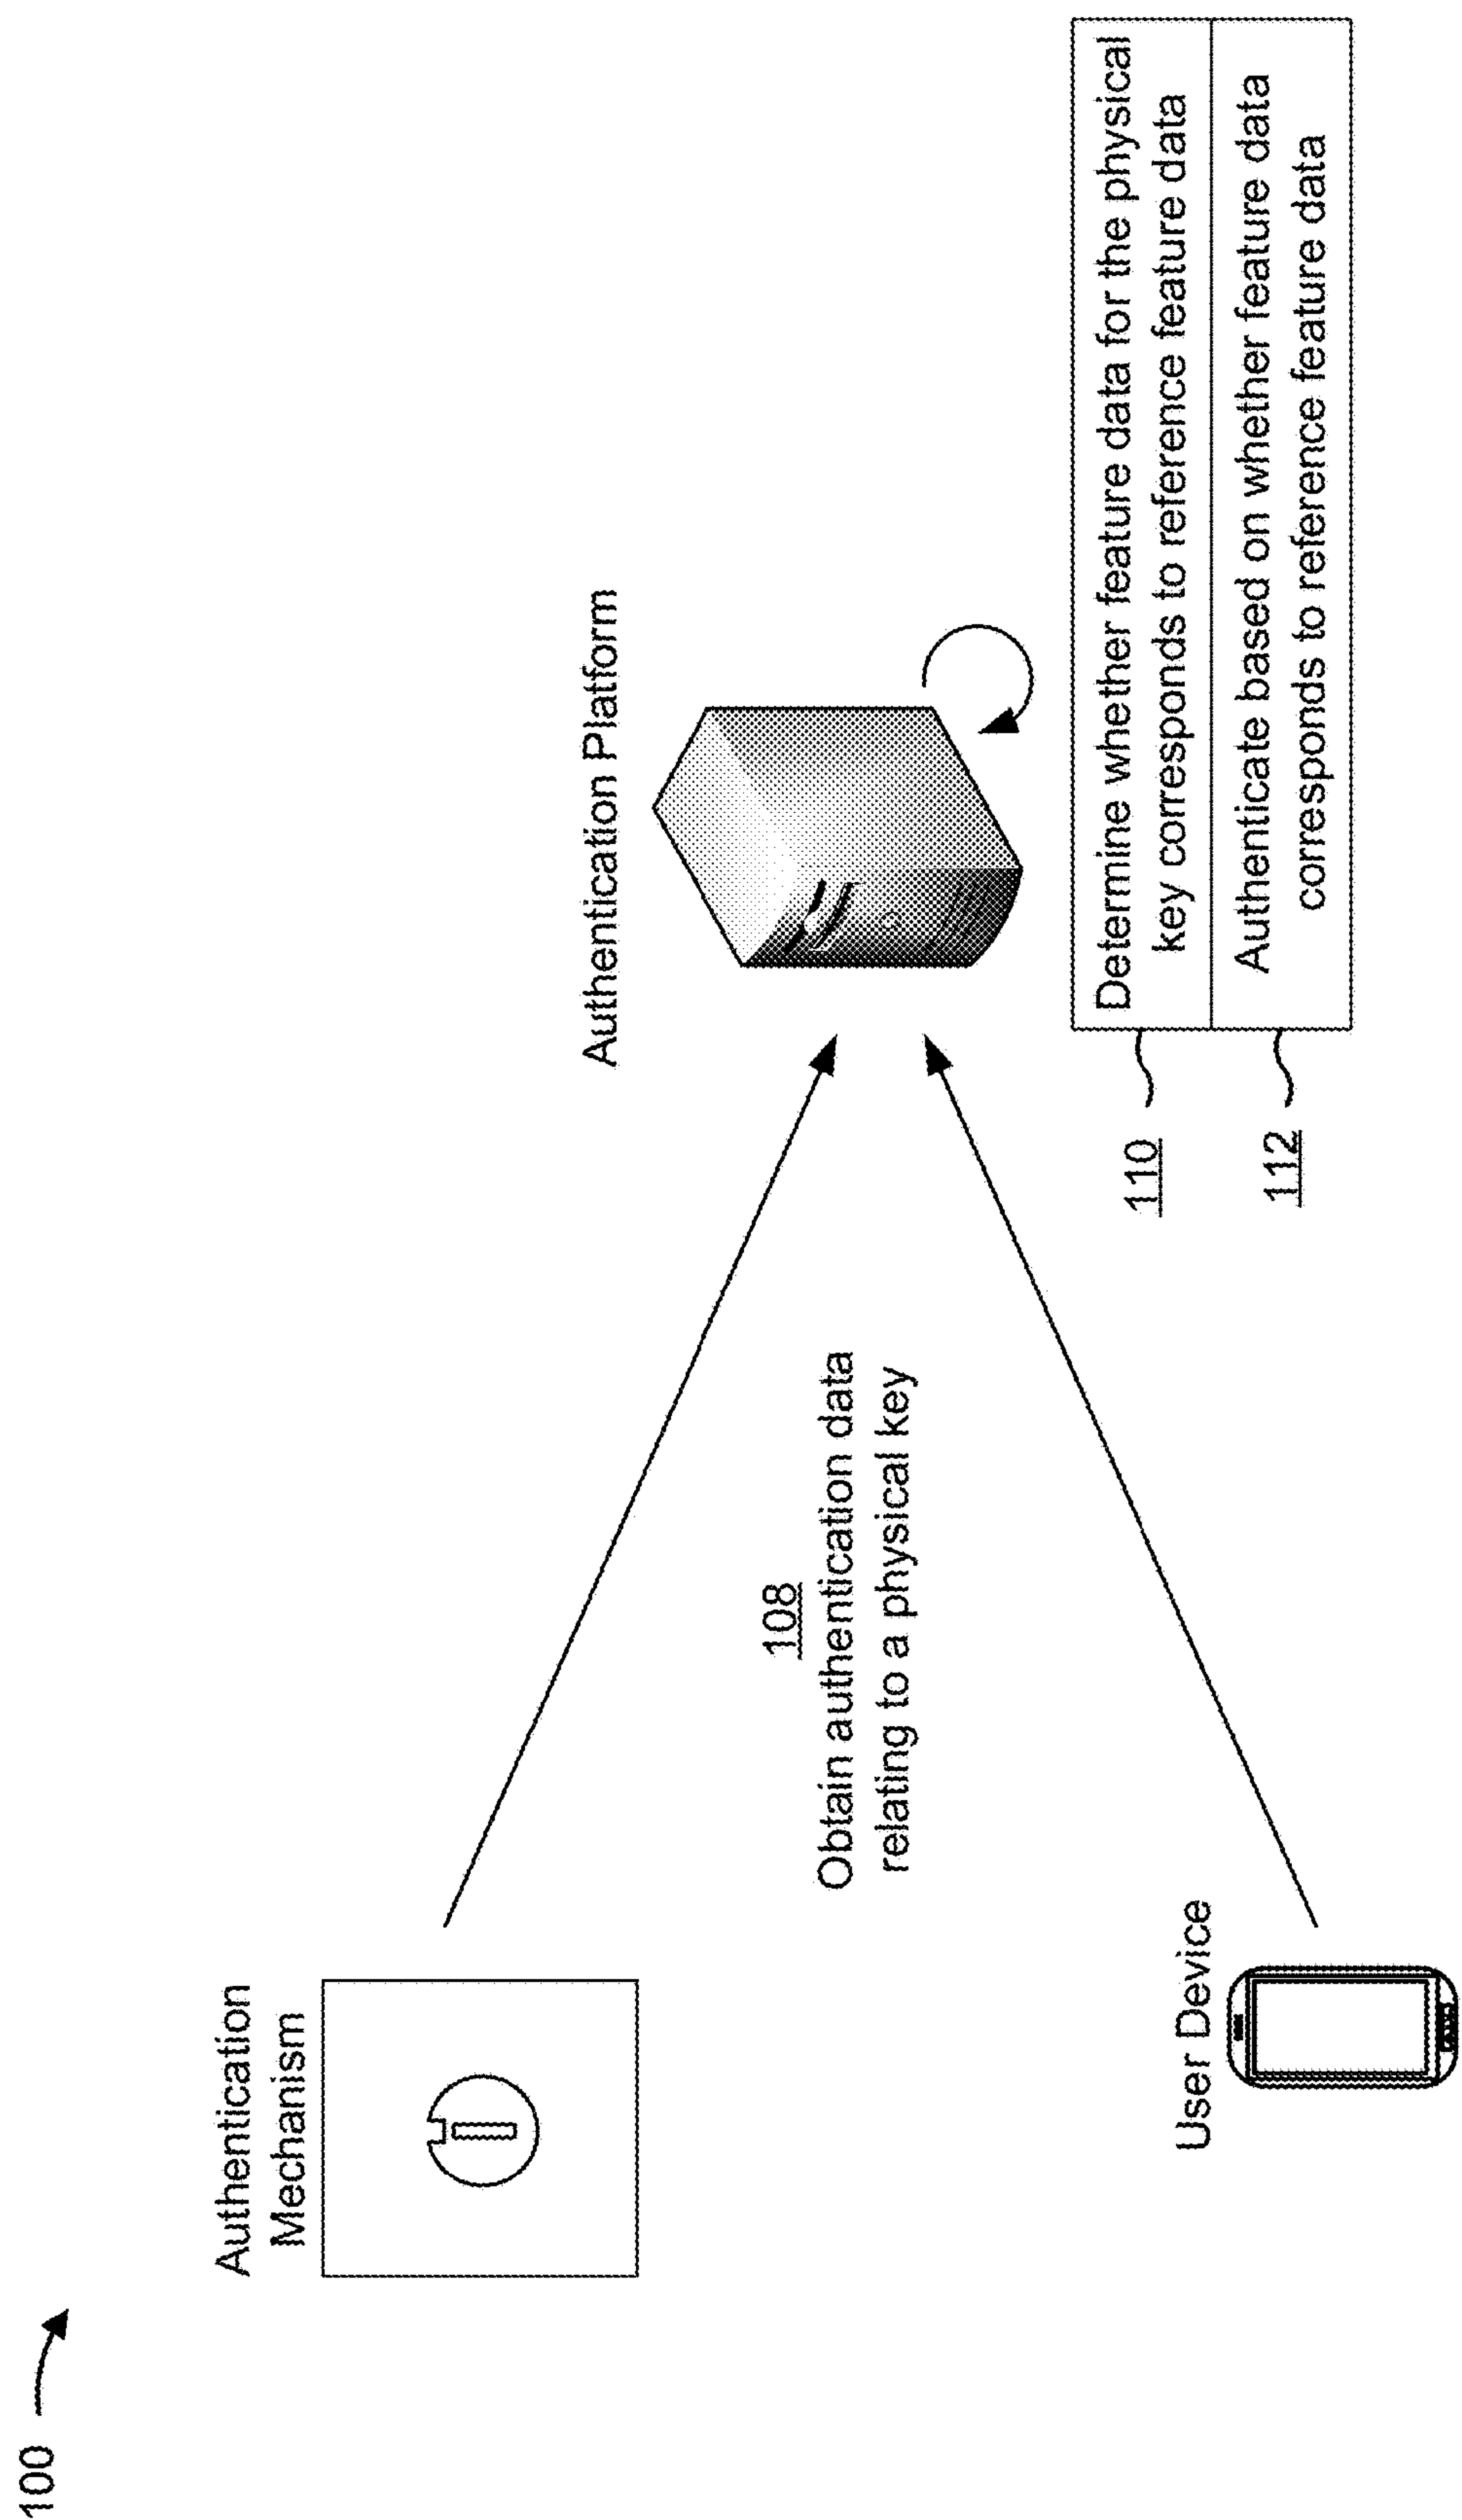 100
Authentication
Mechanism
User Device
108
Obtain authentication data
relating to a physical key
Authentication Platform
110
Determine whether feature data for the physical
key corresponds to reference feature data
112
Authenticate based on whether feature data
corresponds to reference feature data